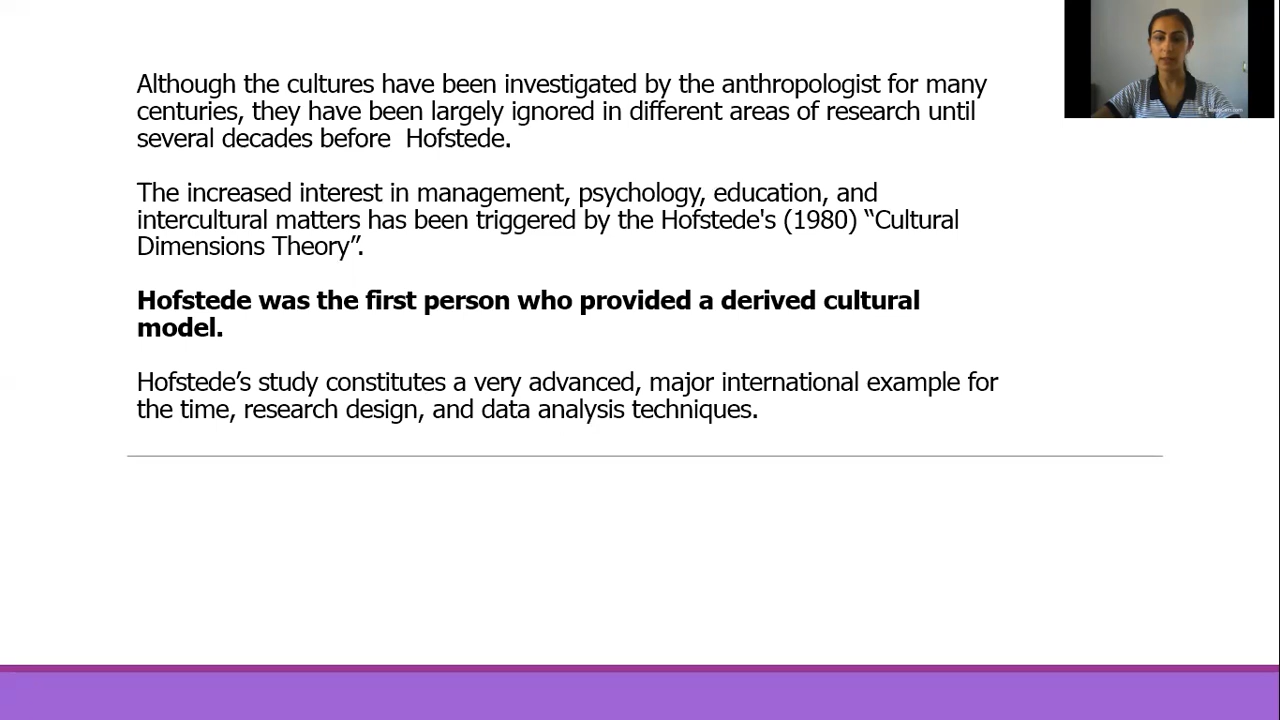 Although the cultures have been investigated by the anthropologist for many
centuries, they have been largely ignored in different areas of research until
several decades before  Hofstede.
The increased interest in management, psychology, education, and
intercultural matters has been triggered by the Hofstede's (1980) “Cultural
Dimensions Theory”.
Hofstede was the first person who provided a derived cultural
model.
Hofstede’s study constitutes a very advanced, major international example for
the time, research design, and data analysis techniques.